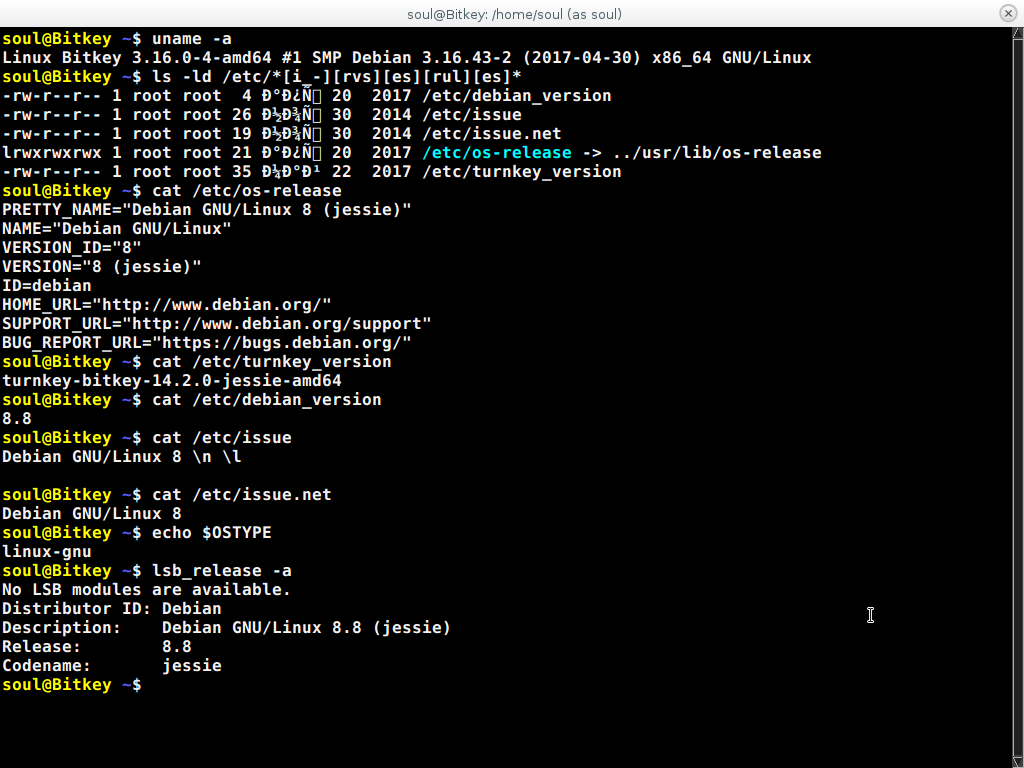 soul@Bitkey: /home/soul (as soul)
soul@Bitkey ~$ uname -a
Linux Bitkey 3.16.0-4-amd64 #1 SMP Debian 3.16.43-2 (2017-04-30) x86_64 GNU/Linux
soul@Bitkey ~$ ls -ld /etc/*[i_-][rvs][es][rul][es]*
-rw-r--r-- 1 root root  4 Ð°Ð¿Ñ 20  2017 /etc/debian_version
-rw-r--r-- 1 root root 26 Ð½Ð¾Ñ 30  2014 /etc/issue
-rw-r--r-- 1 root root 19 Ð½Ð¾Ñ 30  2014 /etc/issue.net
lrwxrwxrwx 1 root root 21 Ð°Ð¿Ñ 20  2017 /etc/os-release -> ../usr/lib/os-release
-rw-r--r-- 1 root root 35 Ð¼Ð°Ð¹ 22  2017 /etc/turnkey_version
soul@Bitkey ~$ cat /etc/os-release
PRETTY_NAME="Debian GNU/Linux 8 (jessie)"
NAME="Debian GNU/Linux"
VERSION_ID="8"
VERSION="8 (jessie)"
ID=debian
HOME_URL="http://www.debian.org/"
SUPPORT_URL="http://www.debian.org/support"
BUG_REPORT_URL="https://bugs.debian.org/"
soul@Bitkey ~$ cat /etc/turnkey_version
turnkey-bitkey-14.2.0-jessie-amd64
soul@Bitkey ~$ cat /etc/debian_version
8.8
soul@Bitkey ~$ cat /etc/issue
Debian GNU/Linux 8 \n \l
soul@Bitkey ~$ cat /etc/issue.net
Debian GNU/Linux 8
soul@Bitkey ~$ echo $OSTYPE
linux-gnu
soul@Bitkey ~$ lsb_release -a
No LSB modules are available.
Distributor ID: Debian
Description:    Debian GNU/Linux 8.8 (jessie)
Release:        8.8
Codename:       jessie
soul@Bitkey ~$